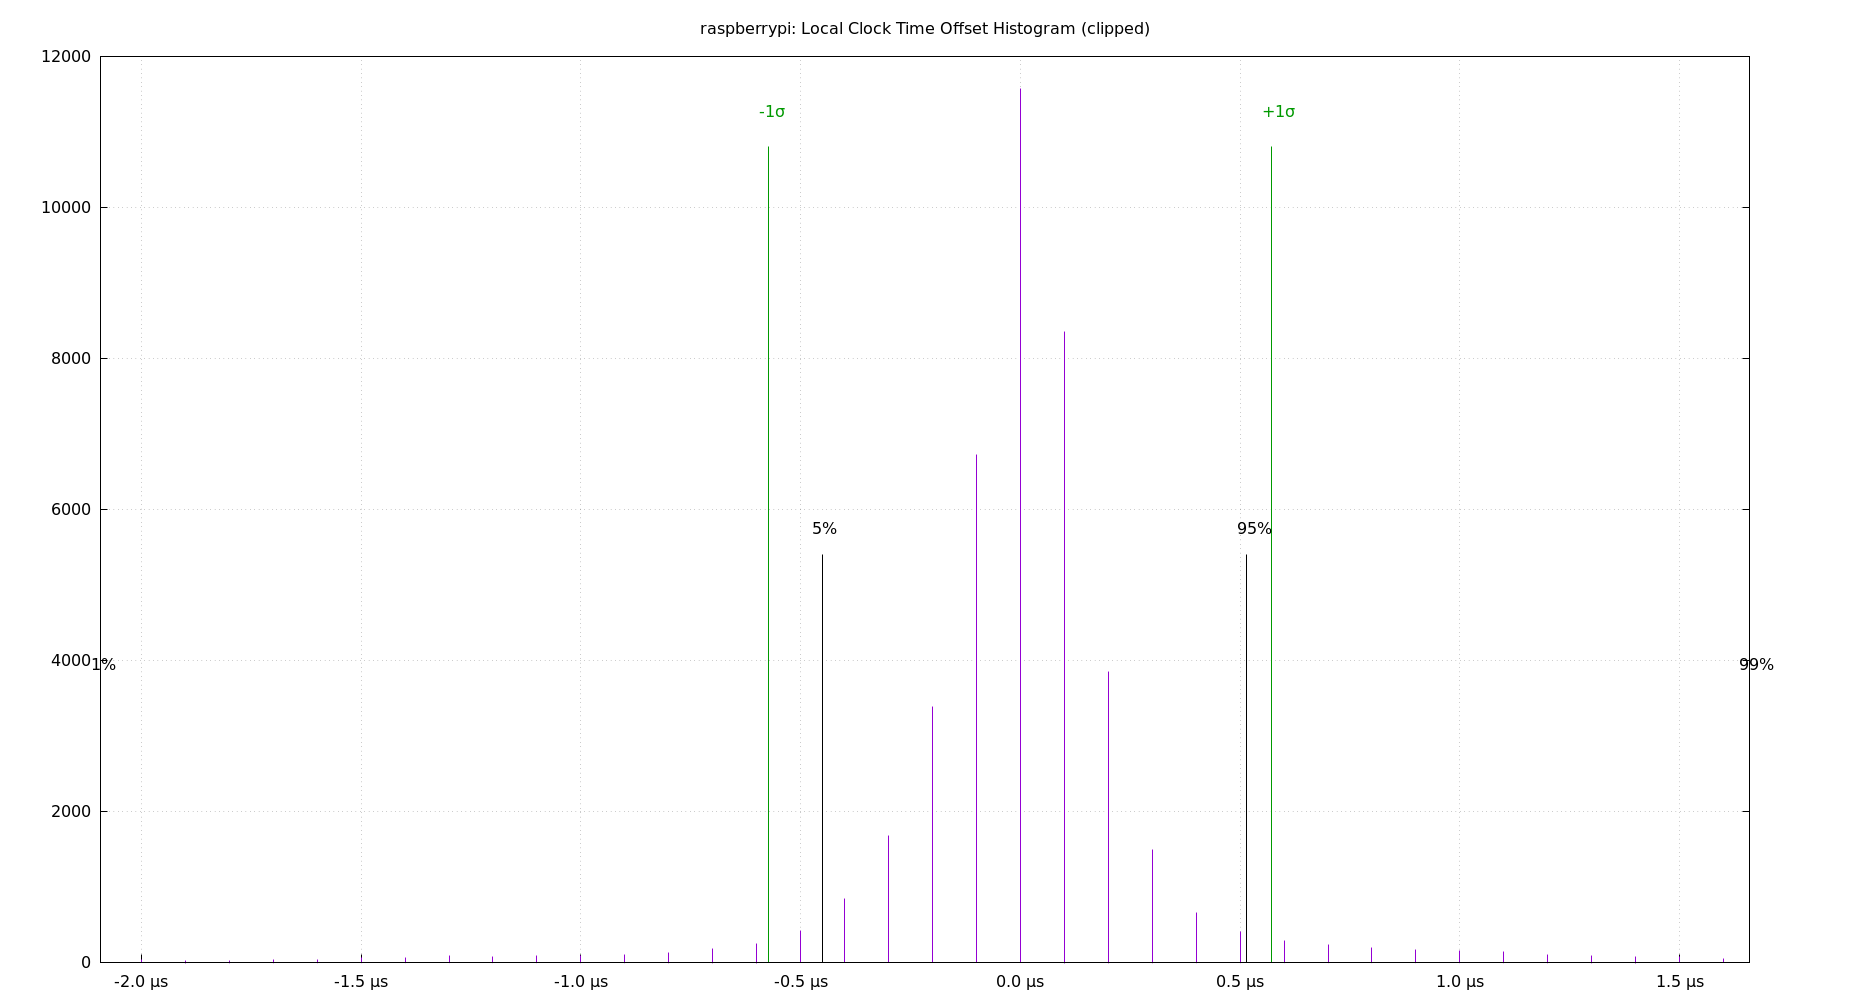 raspberrypi: Local Clock Time Offset Histogram (clipped)
12000
-1σ
+1σ
10000
8000
6000
5%
95%
4000
1%
99%
2000
0
-2.0 µs
-1.5 µs
-1.0 µs
-0.5 µs
0.0 µs
0.5 µs
1.0 µs
1.5 µs